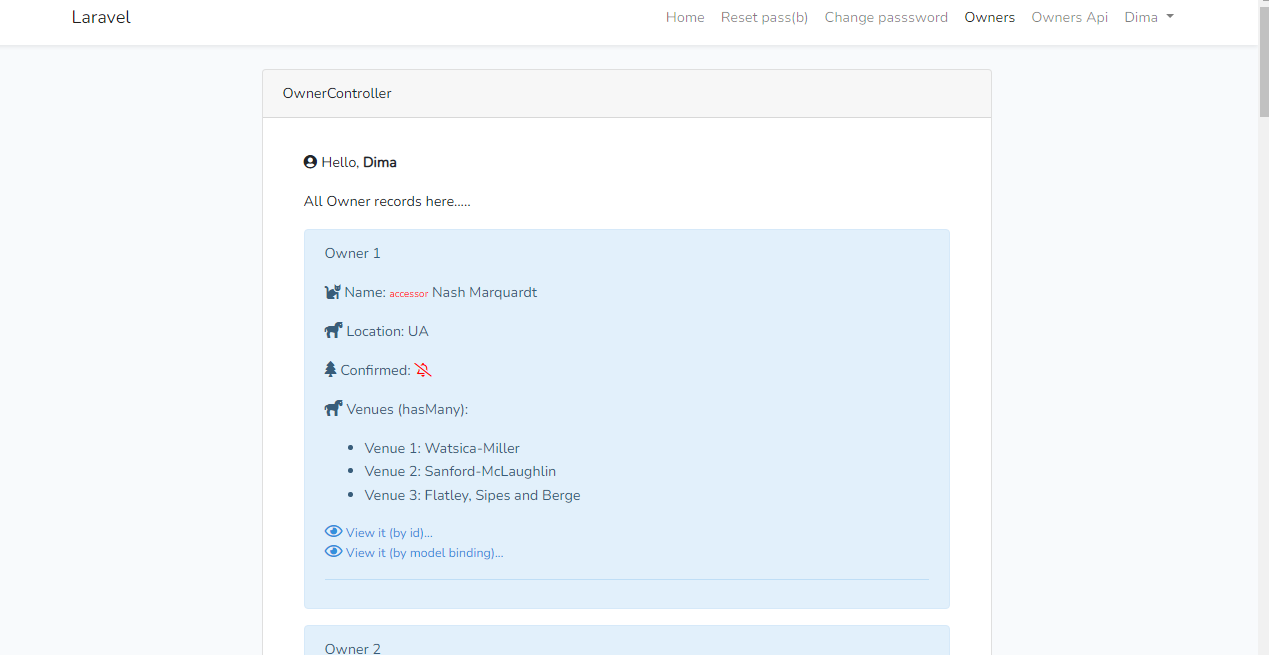 Laravel
Home Reset pass(b) Change passsword Owners Owners Api Dima
OwnerController
Hello, Dima
All Owner records here.....
Owner 1
Name: accessor Nash Marquardt
Location: UA
Confirmed:
Venues (hasMany):
Venue 1: Watsica-Miller
Venue 2: Sanford-McLaughlin
Venue 3: Flatley, Sipes and Berge
View it (by id)...
View it (by model binding)...
Owner 2